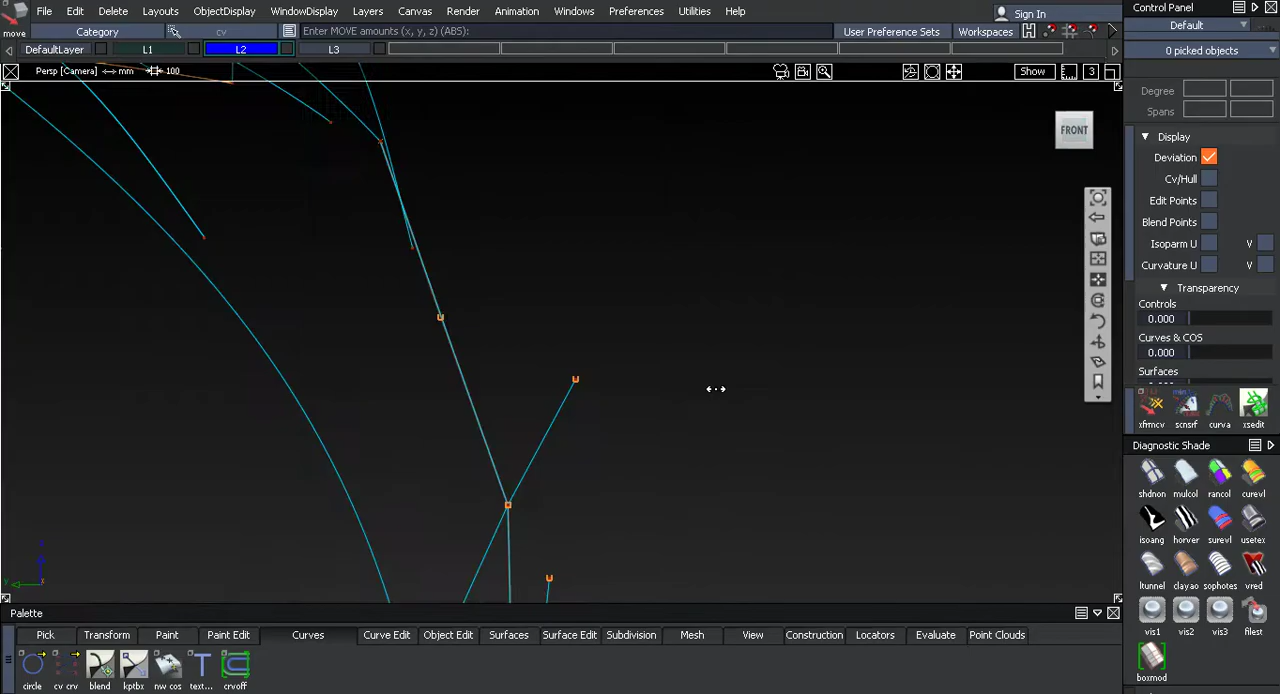 File Edit Delete Layouts ObjectDisplay WindowDisplay Layers Canvas Render Animation Windows Preferences Utilities Help
Sign In
Control Panel
move
Category
cv
Enter MOVE amounts (x, y, z) (ABS):
User Preference Sets
Workspaces
Default
DefaultLayer L1 L2 L3
0 picked objects
Persp [Camera] mm 100
Show
3
Degree
Spans
FRONT
Display
Deviation
Cv/Hull
Edit Points
Blend Points
Isoparm U V
Curvature U V
Transparency
Controls
0.000
Curves & COS
0.000
Surfaces
xfrmcv scnsrf curva xsedit
Diagnostic Shade
shdnon mulcol rancol curevl
isoang horver surevl usetex
ltunnel clayao sophotes vred
vis1 vis2 vis3 filest
boxmod
y x
Palette
Pick Transform Paint Paint Edit Curves Curve Edit Object Edit Surfaces Surface Edit Subdivision Mesh View Construction Locators Evaluate Point Clouds
circle cv crv blend kptbx nw cos text... crvoff